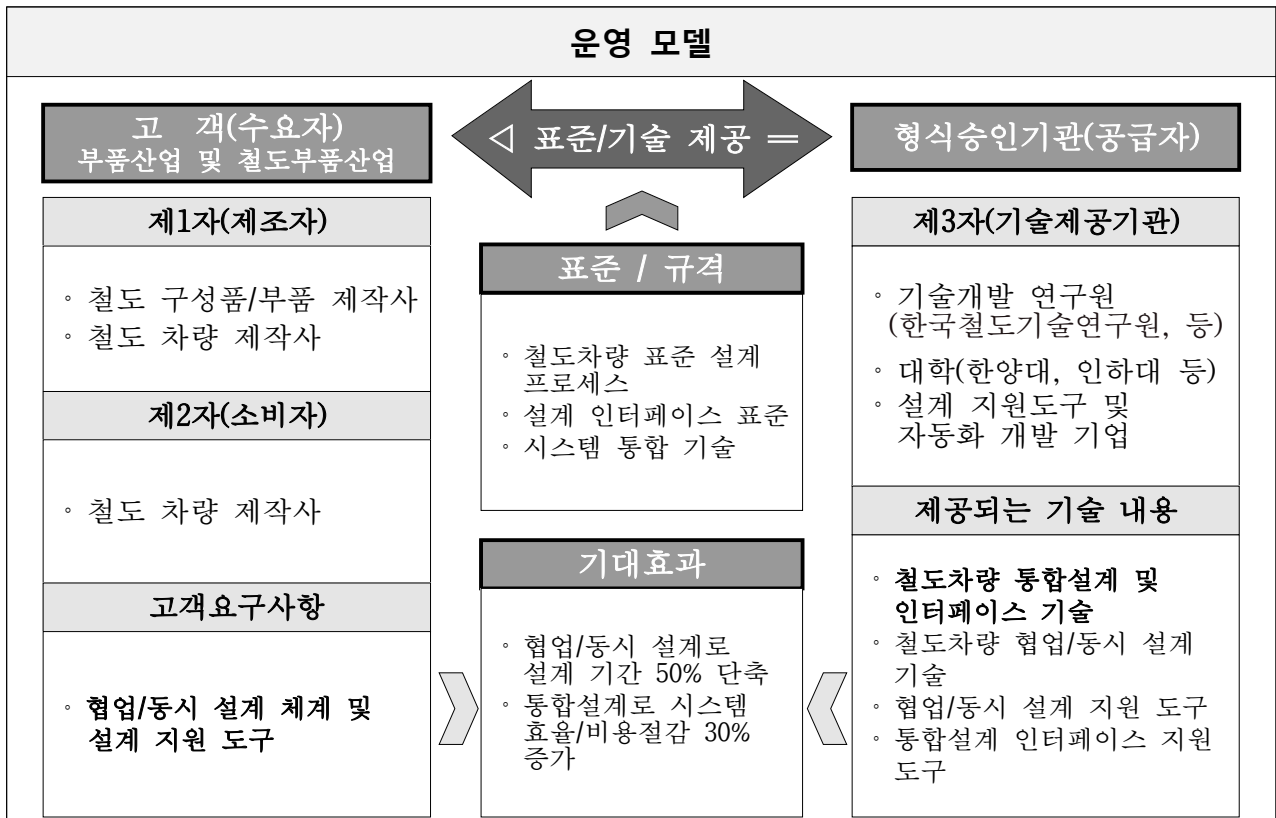 운영 모델
고 객(수요자)
부품산업 및 철도부품산업
◁ 표준/기술 제공 ═
형식승인기관(공급자)
제1자(제조자)
◦ 철도 구성품/부품 제작사
◦ 철도 차량 제작사
제2자(소비자)
◦ 철도 차량 제작사
고객요구사항
◦ 협업/동시 설계 체계 및
설계 지원 도구
표준 / 규격
◦ 철도차량 표준 설계
프로세스
◦ 설계 인터페이스 표준
◦ 시스템 통합 기술
기대효과
◦ 협업/동시 설계로
설계 기간 50% 단축
◦ 통합설계로 시스템
효율/비용절감 30%
증가
제3자(기술제공기관)
◦ 기술개발 연구원
(한국철도기술연구원, 등)
◦ 대학(한양대, 인하대 등)
◦ 설계 지원도구 및
자동화 개발 기업
제공되는 기술 내용
◦ 철도차량 통합설계 및
인터페이스 기술
◦ 철도차량 협업/동시 설계
기술
◦ 협업/동시 설계 지원 도구
◦ 통합설계 인터페이스 지원
도구